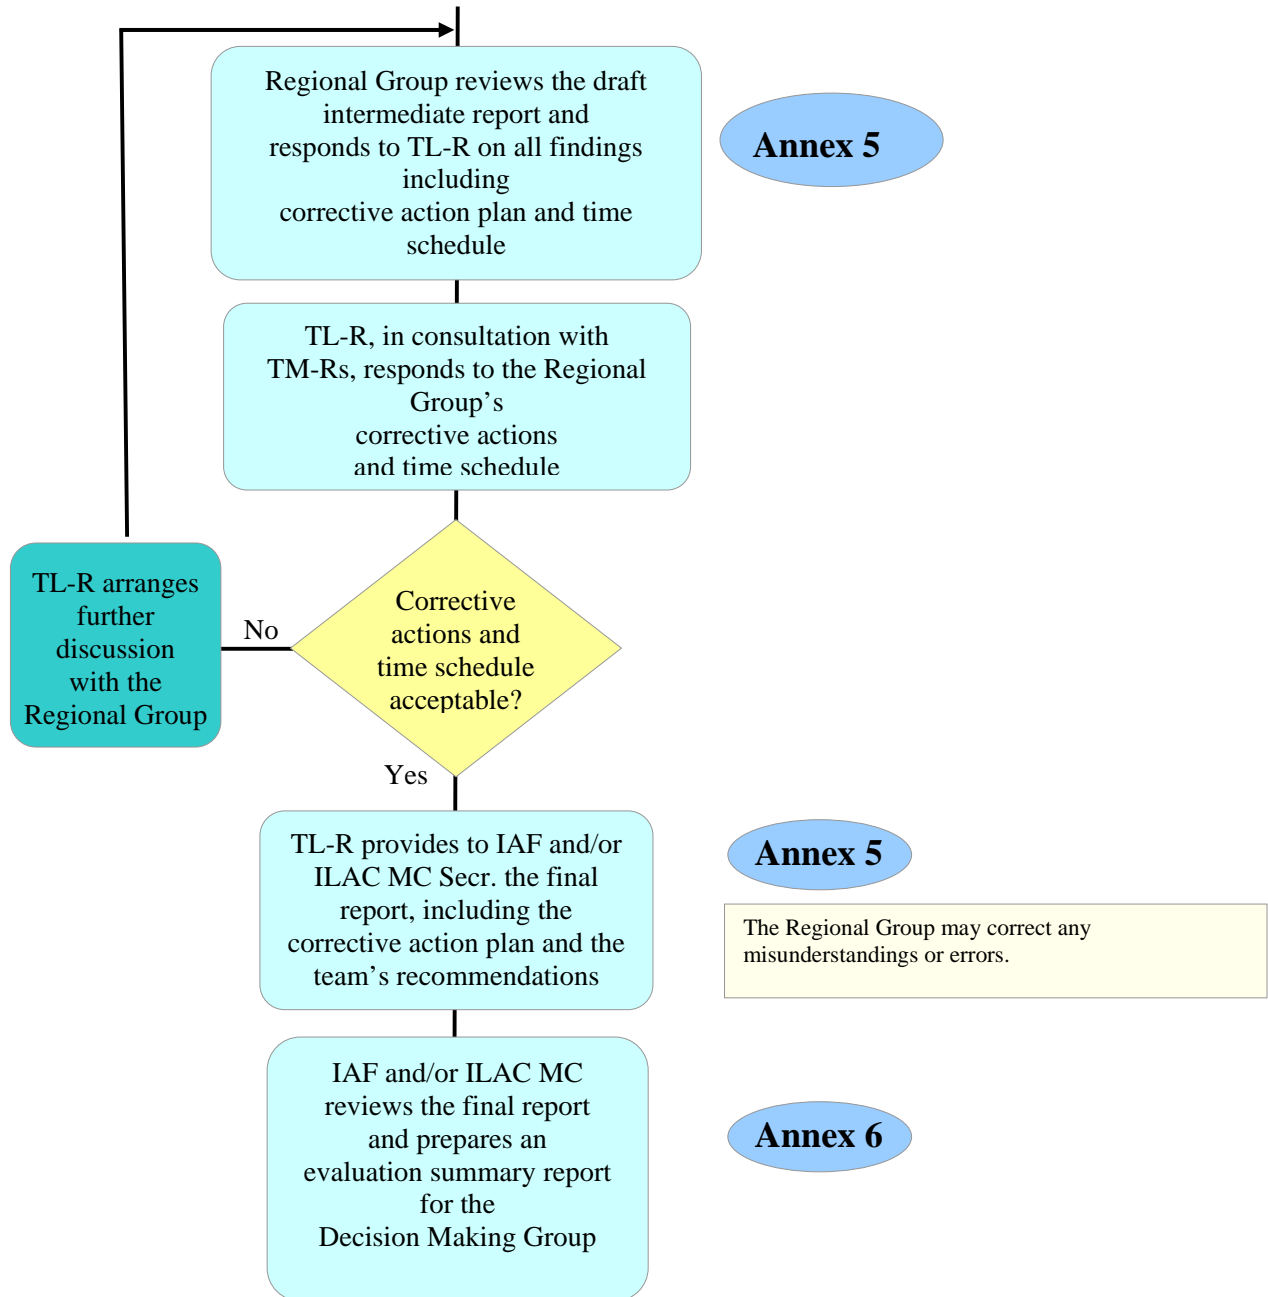 Regional Group reviews the draft
intermediate report and
responds to TL-R on all findings
including
corrective action plan and time
schedule
Annex 5
TL-R, in consultation with
TM-Rs, responds to the Regional
Group’s
corrective actions
and time schedule
TL-R arranges
further
discussion
with the
Regional Group
No
Corrective
actions and
time schedule
acceptable?
Yes
TL-R provides to IAF and/or
ILAC MC Secr. the final
report, including the
corrective action plan and the
team’s recommendations
Annex 5
The Regional Group may correct any
misunderstandings or errors.
IAF and/or ILAC MC
reviews the final report
and prepares an
evaluation summary report
for the
Decision Making Group
Annex 6